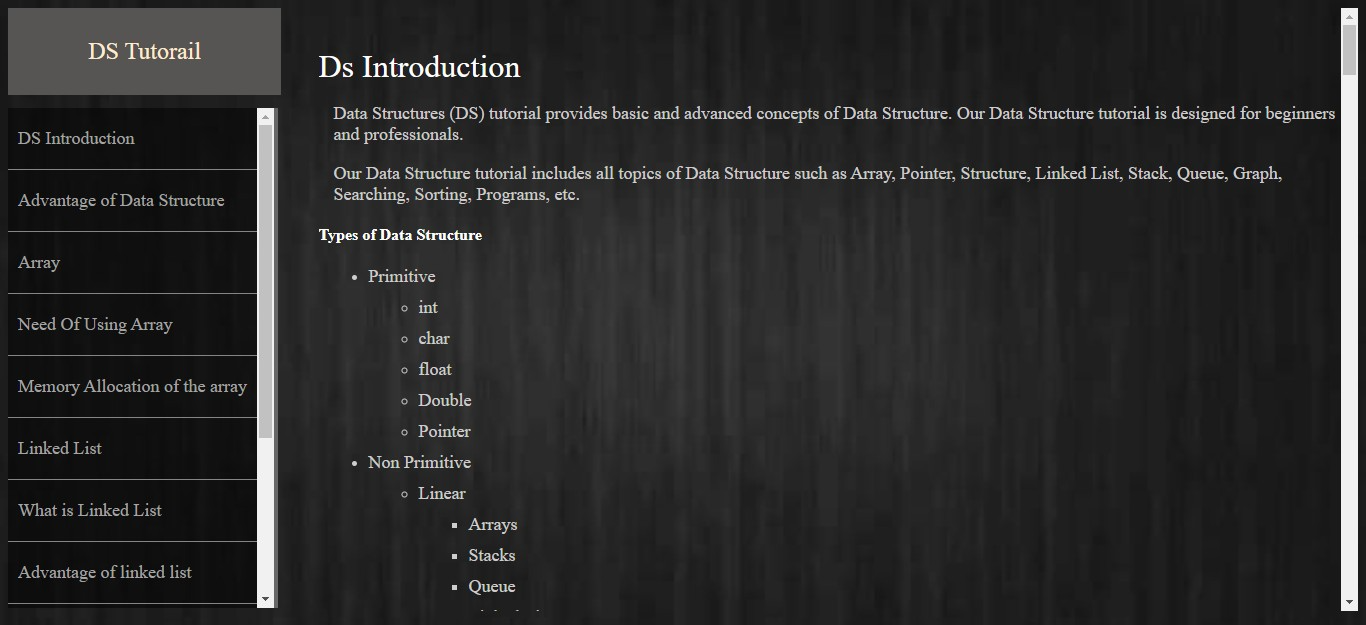 DS Tutorail
DS Introduction
Advantage of Data Structure
Array
Need Of Using Array
Memory Allocation of the array
Linked List
What is Linked List
Advantage of linked list
Ds Introduction
Data Structures (DS) tutorial provides basic and advanced concepts of Data Structure. Our Data Structure tutorial is designed for beginners
and professionals.
Our Data Structure tutorial includes all topics of Data Structure such as Array, Pointer, Structure, Linked List, Stack, Queue, Graph,
Searching, Sorting, Programs, etc.
Types of Data Structure
Primitive
int
char
float
Double
Pointer
Non Primitive
Linear
Arrays
Stacks
Queue